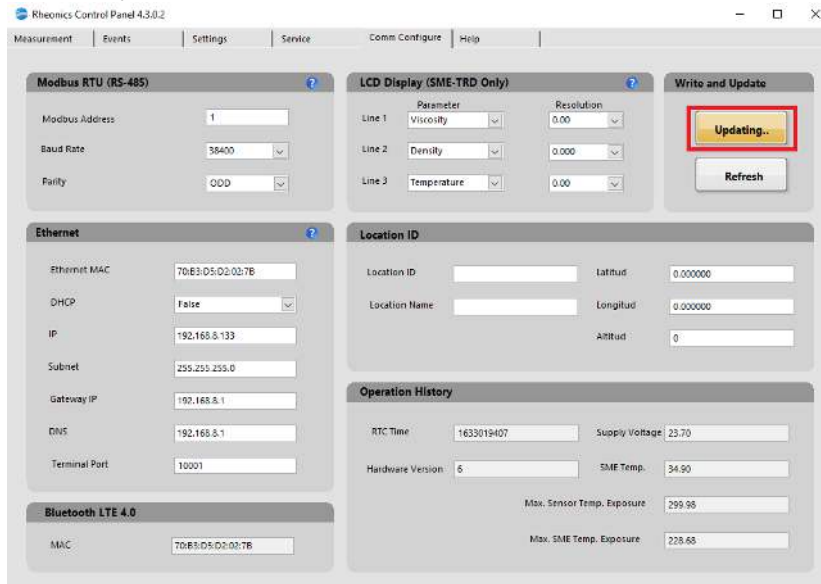 Rheonics Control Panel 4.3.0.2
Measurement Events Settings Service Comm Configure Help
Modbus RTU (RS-485) ?
Modbus Address 1
Baud Rate 38400
Parity ODD
LCD Display (SME-TRD Only) ?
Parameter Resolution
Line 1 Viscosity 0.00
Line 2 Density 0.000
Line 3 Temperature 0.00
Write and Update
Updating..
Refresh
Ethernet ?
Ethernet MAC 70:B3:D5:D2:02:7B
DHCP False
IP 192.168.8.133
Subnet 255.255.255.0
Gateway IP 192.168.8.1
DNS 192.168.8.1
Terminal Port 10001
Location ID
Location ID Latitud 0.000000
Location Name Longitud 0.000000
Altitud 0
Operation History
RTC Time 1633019407 Supply Voltage 23.70
Hardware Version 6 SME Temp. 34.90
Max. Sensor Temp. Exposure 299.98
Max. SME Temp. Exposure 228.68
Bluetooth LTE 4.0
MAC 70:B3:D5:D2:02:7B